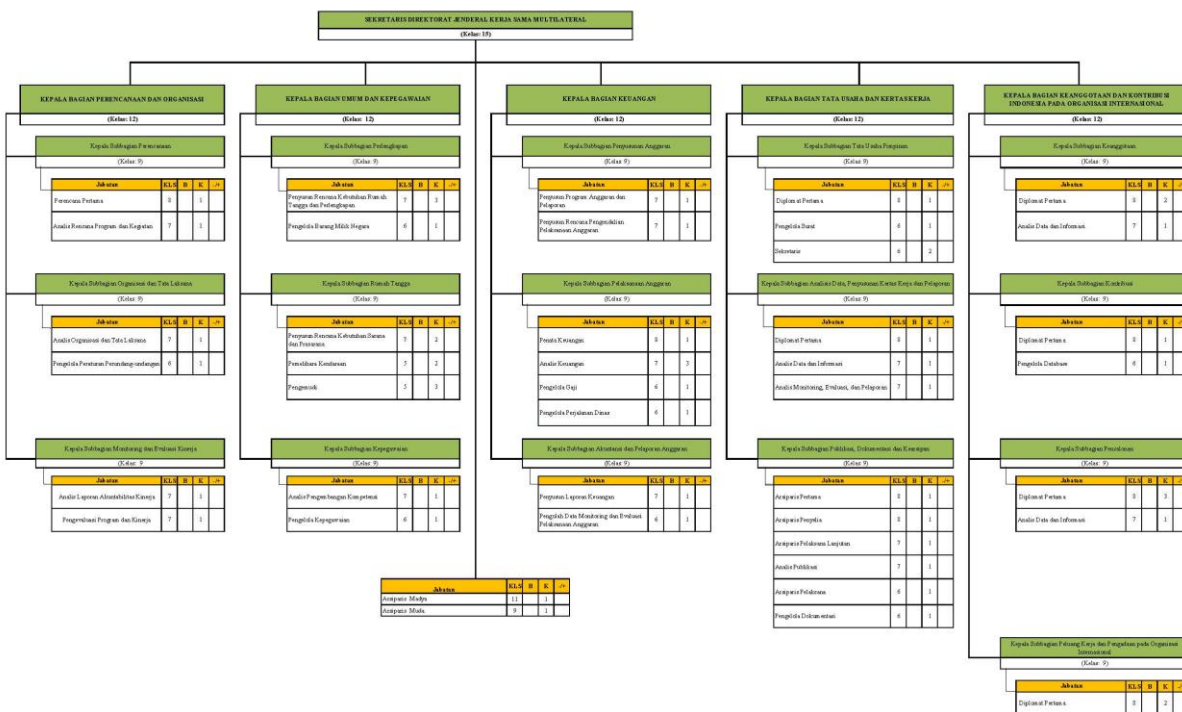 SEKRETARIS DIREKTORAT JENDERAL KERJA SAMA MULTILATERAL
(Kelas: 15)
KEPALA BAGIAN PERENCANAAN DAN ORGANISASI
(Kelas: 12)
Kepala Subbagian Perencanaan
(Kelas: 9)
Jabatan KLS B K -/+
Perencana Pertama 8 1
Analis Rencana Program dan Kegiatan 7 1
Kepala Subbagian Organisasi dan Tata Laksana
(Kelas: 9)
Jabatan KLS B K -/+
Analis Organisasi dan Tata Laksana 7 1
Pengelola Peraturan Perundang-undangan 6 1
Kepala Subbagian Monitoring dan Evaluasi Kinerja
(Kelas: 9
Jabatan KLS B K -/+
Analis Laporan Akuntabilitas Kinerja 7 1
Pengevaluasi Program dan Kinerja 7 1
KEPALA BAGIAN UMUM DAN KEPEGAWAIAN
(Kelas: 12)
Kepala Subbagian Perlengkapan
(Kelas: 9)
Jabatan KLS B K -/+
Penyusun Rencana Kebutuhan Rumah
Tangga dan Perlengkapan 7 3
Pengelola Barang Milik Negara 6 1
Kepala Subbagian Rumah Tangga
(Kelas: 9)
Jabatan KLS B K -/+
Penyusun Rencana Kebutuhan Sarana
dan Prasarana 7 2
Pemelihara Kendaraan 5 2
Pengemudi 5 3
Kepala Subbagian Kepegawaian
(Kelas: 9)
Jabatan KLS B K -/+
Analis Pengembangan Kompetensi 7 1
Pengelola Kepegawaian 6 1
Jabatan KLS B K -/+
Arsiparis Madya 11 1
Arsiparis Muda 9 1
KEPALA BAGIAN KEUANGAN
(Kelas: 12)
Kepala Subbagian Penyusunan Anggaran
(Kelas: 9)
Jabatan KLS B K -/+
Penyusun Program Anggaran dan
Pelaporan 7 1
Penyusun Rencana Pengendalian
Pelaksanaan Anggaran 7 1
Kepala Subbagian Pelaksanaan Anggaran
(Kelas: 9)
Jabatan KLS B K -/+
Penata Keuangan 8 1
Analis Keuangan 7 3
Pengelola Gaji 6 1
Pengelola Perjalanan Dinas 6 1
Kepala Subbagian Akuntansi dan Pelaporan Anggaran
(Kelas: 9)
Jabatan KLS B K -/+
Penyusun Laporan Keuangan 7 1
Pengolah Data Monitoring dan Evaluasi
Pelaksanaan Anggaran 6 1
KEPALA BAGIAN TATA USAHA DAN KERTAS KERJA
(Kelas: 12)
Kepala Subbagian Tata Usaha Pimpinan
(Kelas: 9)
Jabatan KLS B K -/+
Diplomat Pertama 8 1
Pengelola Surat 6 1
Sekretaris 6 2
Kepala Subbagian Analisis Data, Penyusunan Kertas Kerja dan Pelaporan
(Kelas: 9)
Jabatan KLS B K -/+
Diplomat Pertama 8 1
Analis Data dan Informasi 7 1
Analis Monitoring, Evaluasi, dan Pelaporan 7 1
Kepala Subbagian Publikasi, Dokumentasi dan Kearsipan
(Kelas: 9)
Jabatan KLS B K -/+
Arsiparis Pertama 8 1
Arsiparis Penyelia 8 1
Arsiparis Pelaksana Lanjutan 7 1
Analis Publikasi 7 1
Arsiparis Pelaksana 6 1
Pengelola Dokumentasi 6 1
KEPALA BAGIAN KEANGGOTAAN DAN KONTRIBUSI
INDONESIA PADA ORGANISASI INTERNASIONAL
(Kelas: 12)
Kepala Subbagian Keanggotaan
(Kelas: 9)
Jabatan KLS B K
Diplomat Pertama 8 2
Analis Data dan Informasi 7 1
Kepala Subbagian Kontribusi
(Kelas: 9)
Jabatan KLS B K
Diplomat Pertama 8 1
Pengelola Database 6 1
Kepala Subbagian Pencalonan
(Kelas: 9)
Jabatan KLS B K
Diplomat Pertama 8 3
Analis Data dan Informasi 7 1
Kepala Subbagian Peluang Kerja dan Pengadaan pada Organisasi
Internasional
(Kelas: 9)
Jabatan KLS B K
Diplomat Pertama 8 2